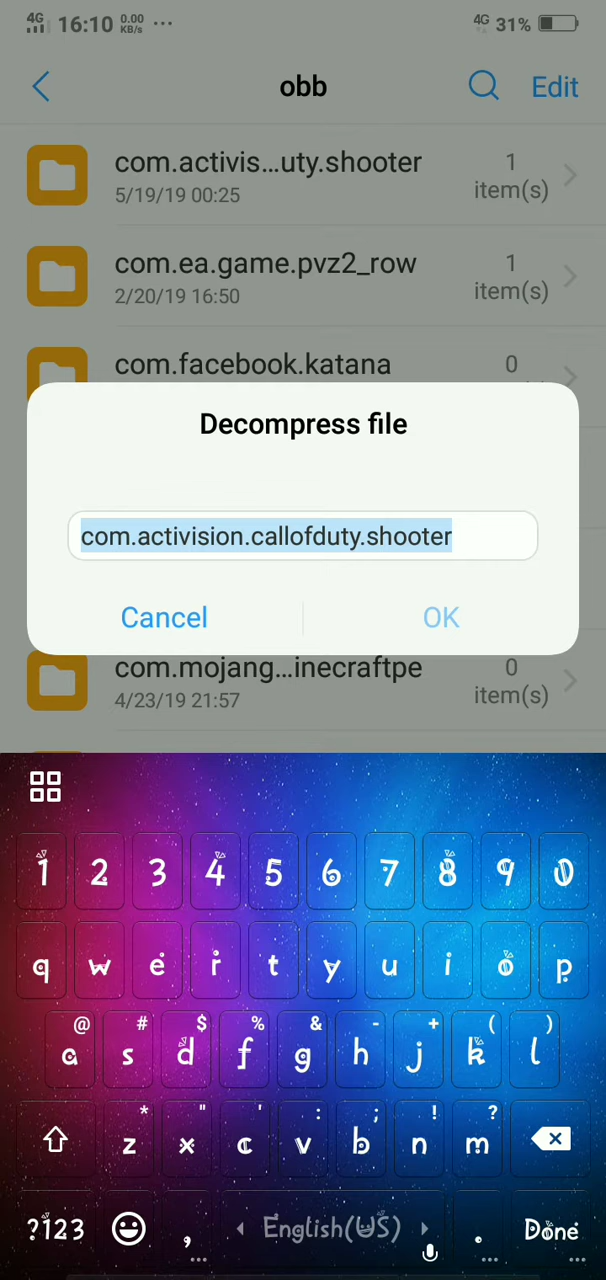 4G 16:10 0.00 KB/s ... 4G 31%
obb Edit
com.activis...uty.shooter 1
5/19/19 00:25 item(s)
com.ea.game.pvz2_row 1
2/20/19 16:50 item(s)
com.facebook.katana 0
Decompress file
com.activision.callofduty.shooter
Cancel OK
com.mojang...inecraftpe 0
4/23/19 21:57 item(s)
1 2 3 4 5 6 7 8 9 0
q w e r t y u i o p
@ # $ % & - + ( )
a s d f g h j k l
* " ' : ; ! ?
z x c v b n m
?123 , English(US) . Done